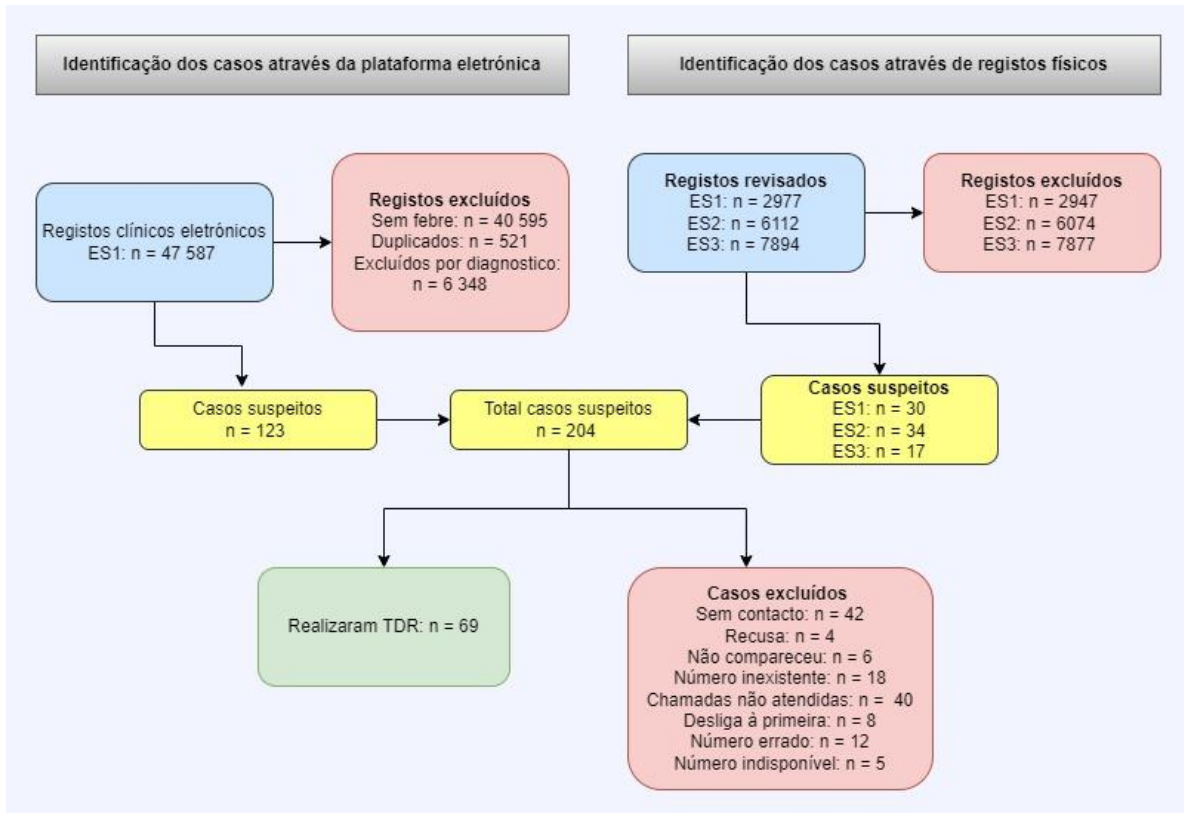 Identificação dos casos através da plataforma eletrónica
Identificação dos casos através de registos físicos
Registos clínicos eletrónicos
ES1: n = 47 587
Registos excluídos
Sem febre: n = 40 595
Duplicados: n = 521
Excluídos por diagnostico:
n = 6 348
Registos revisados
ES1: n = 2977
ES2: n = 6112
ES3: n = 7894
Registos excluídos
ES1: n = 2947
ES2: n = 6074
ES3: n = 7877
Casos suspeitos
n = 123
Total casos suspeitos
n = 204
Casos suspeitos
ES1: n = 30
ES2: n = 34
ES3: n = 17
Realizaram TDR: n = 69
Casos excluídos
Sem contacto: n = 42
Recusa: n = 4
Não compareceu: n = 6
Número inexistente: n = 18
Chamadas não atendidas: n =  40
Desliga à primeira: n = 8
Número errado: n = 12
Número indisponível: n = 5